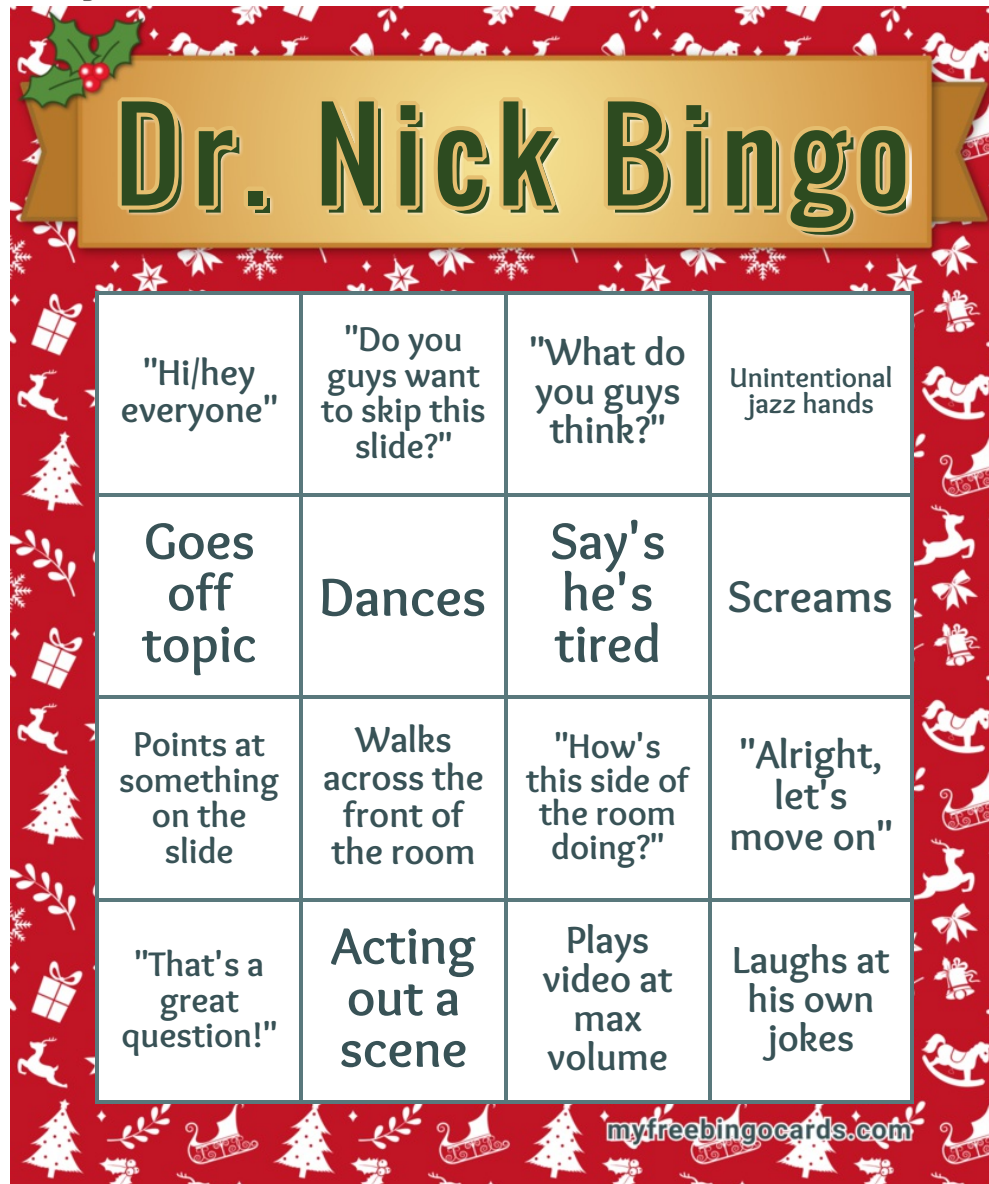 Dr. Nick Bingo
"Hi/hey
everyone"
"Do you
guys want
to skip this
slide?"
"What do
you guys
think?"
Unintentional
jazz hands
Goes
off
topic
Dances
Say's
he's
tired
Screams
Points at
something
on the
slide
Walks
across the
front of
the room
"How's
this side of
the room
doing?"
"Alright,
let's
move on"
"That's a
great
question!"
Acting
out a
scene
Plays
video at
max
volume
Laughs at
his own
jokes
myfreebingocards.com